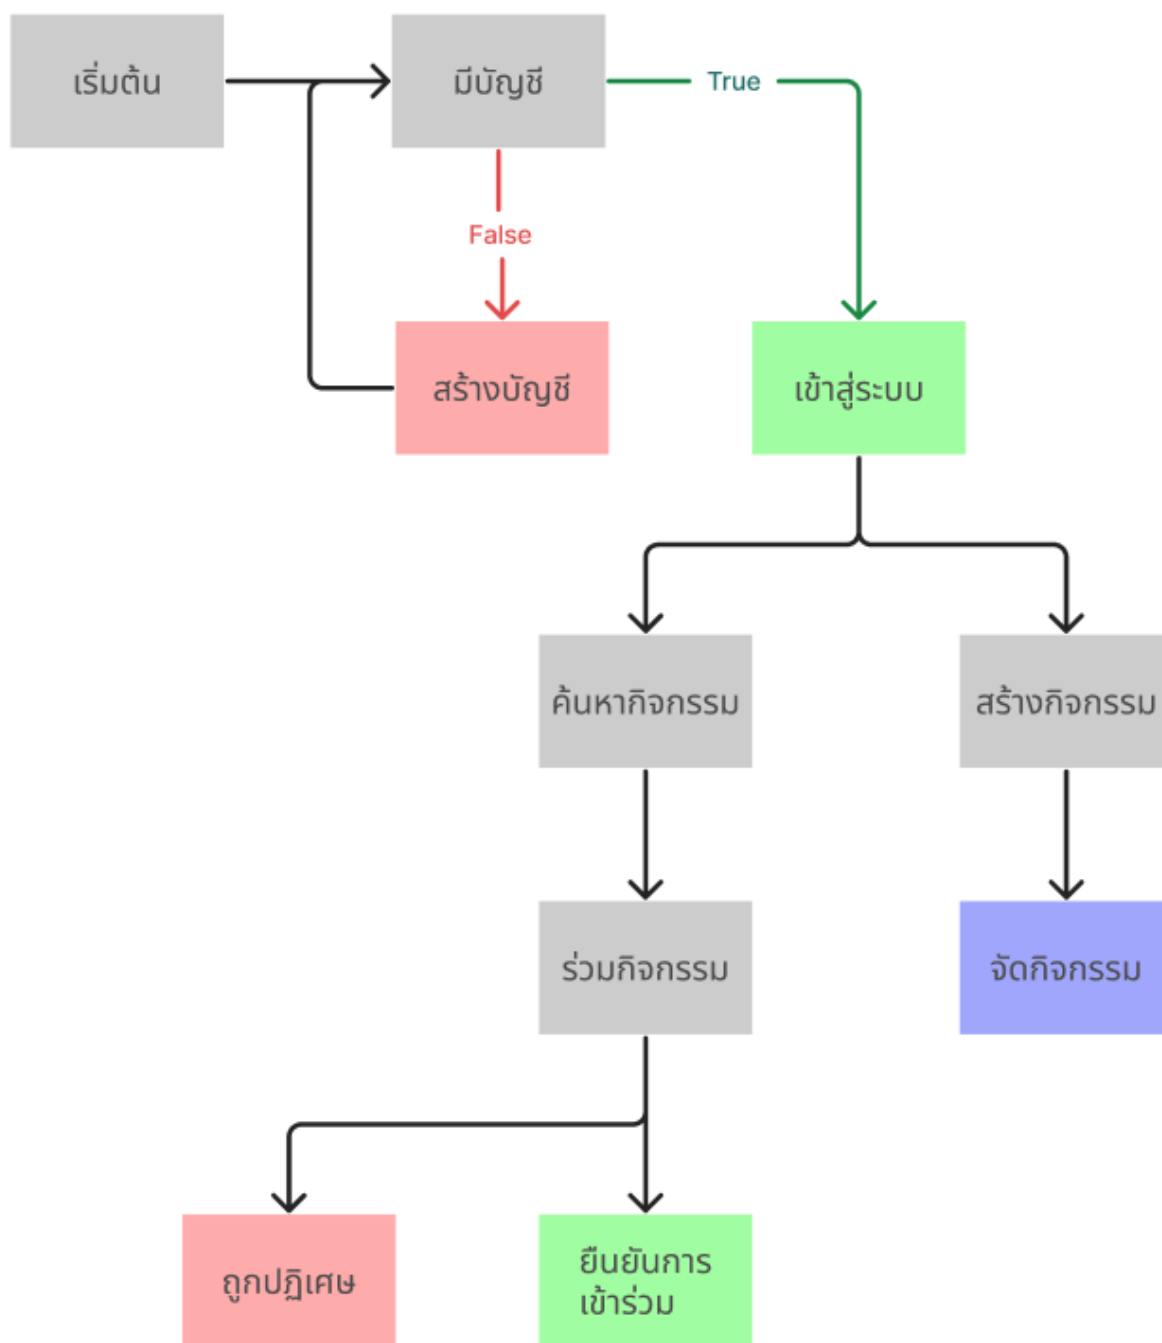 เริ่มต้น
มีบัญชี
True
False
สร้างบัญชี
เข้าสู่ระบบ
ค้นหากิจกรรม
สร้างกิจกรรม
ร่วมกิจกรรม
จัดกิจกรรม
ถูกปฏิเศษ
ยืนยันการ
เข้าร่วม